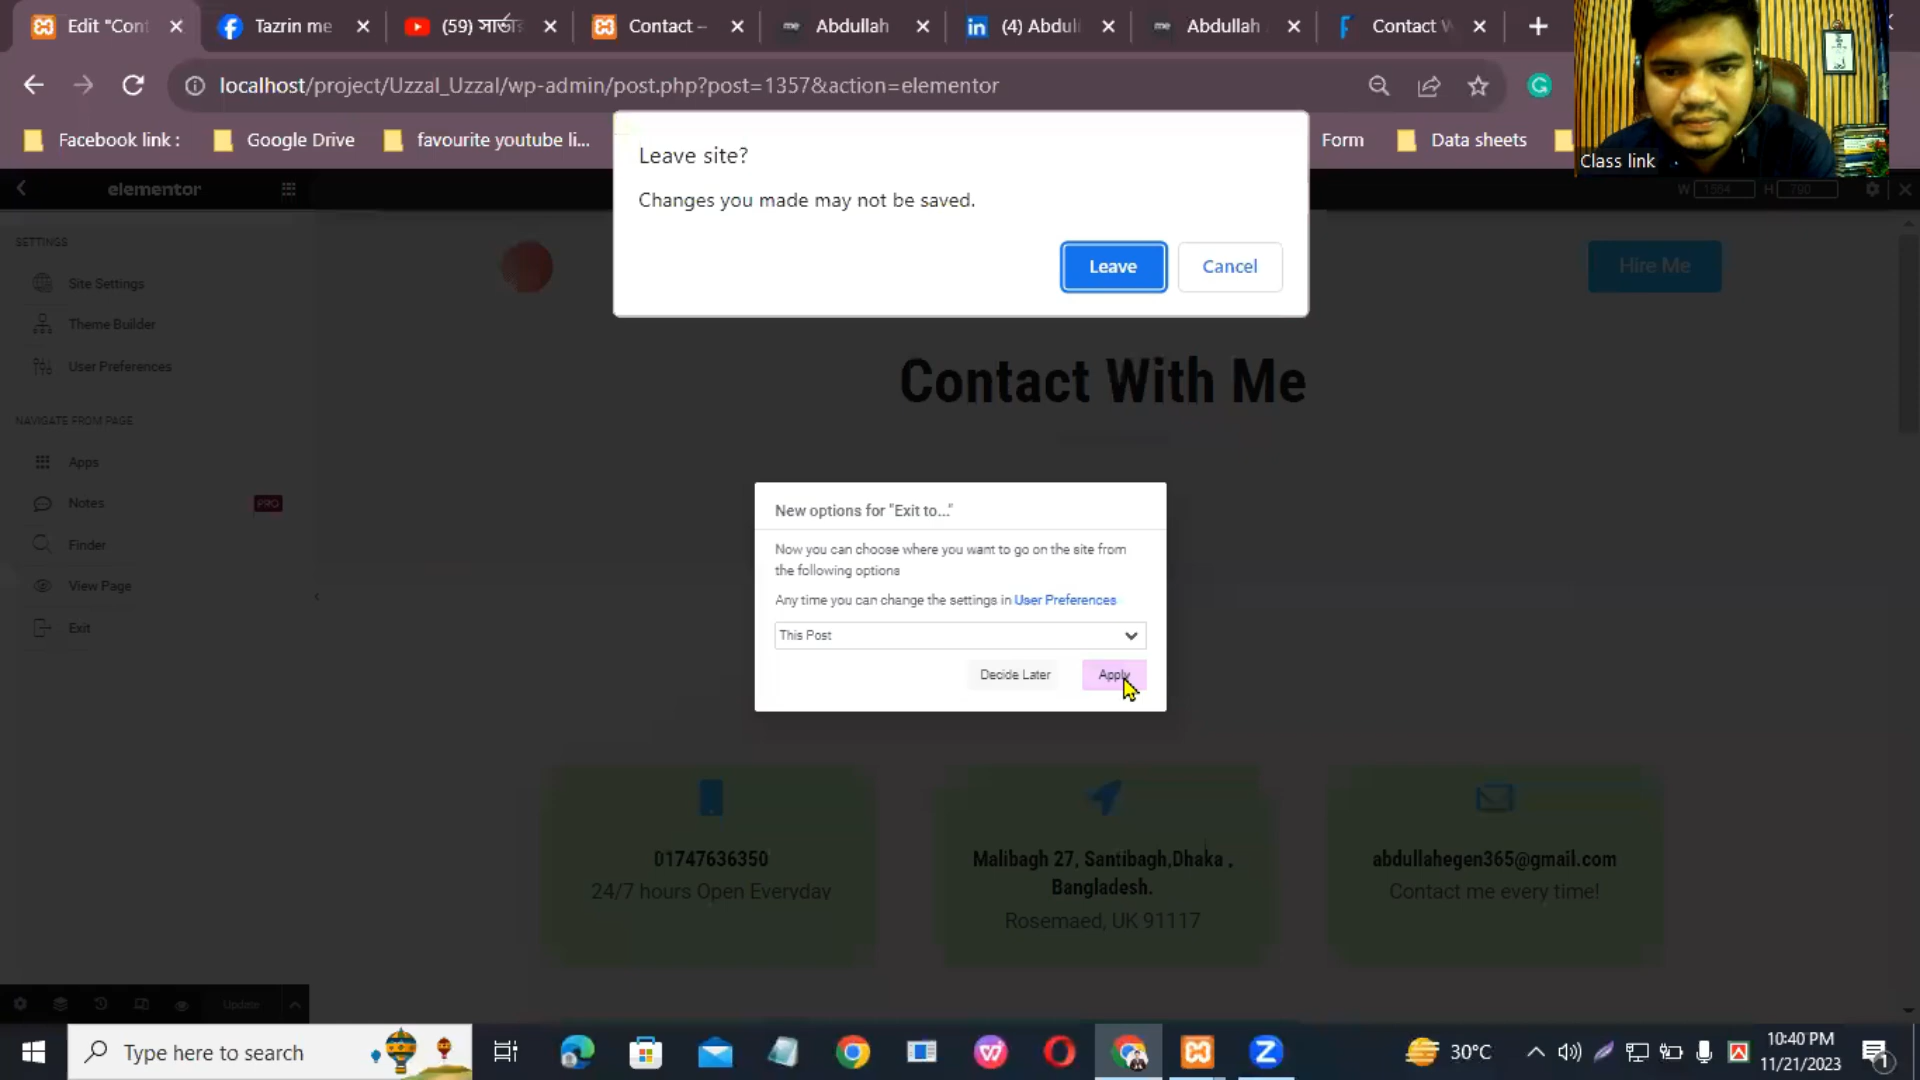 Edit "Cont
Tazrin me
(59) সার্ভার
Contact –
Abdullah
in
(4) Abdul
Abdullah
Contact W
localhost/project/Uzzal_Uzzal/wp-admin/post.php?post=1357&action=elementor
Facebook link :
Google Drive
favourite youtube li...
Form
Data sheets
Class link
Leave site?
Changes you made may not be saved.
Leave
Cancel
elementor
W 1564 H 790
SETTINGS
Site Settings
Theme Builder
User Preferences
NAVIGATE FROM PAGE
Apps
Notes
PRO
Finder
View Page
Exit
Hire Me
Contact With Me
New options for "Exit to..."
Now you can choose where you want to go on the site from
the following options
Any time you can change the settings in User Preferences
This Post
Decide Later
Apply
01747636350
24/7 hours Open Everyday
Malibagh 27, Santibagh,Dhaka ,
Bangladesh.
Rosemaed, UK 91117
abdullahegen365@gmail.com
Contact me every time!
Update
Type here to search
30°C
10:40 PM
11/21/2023
1